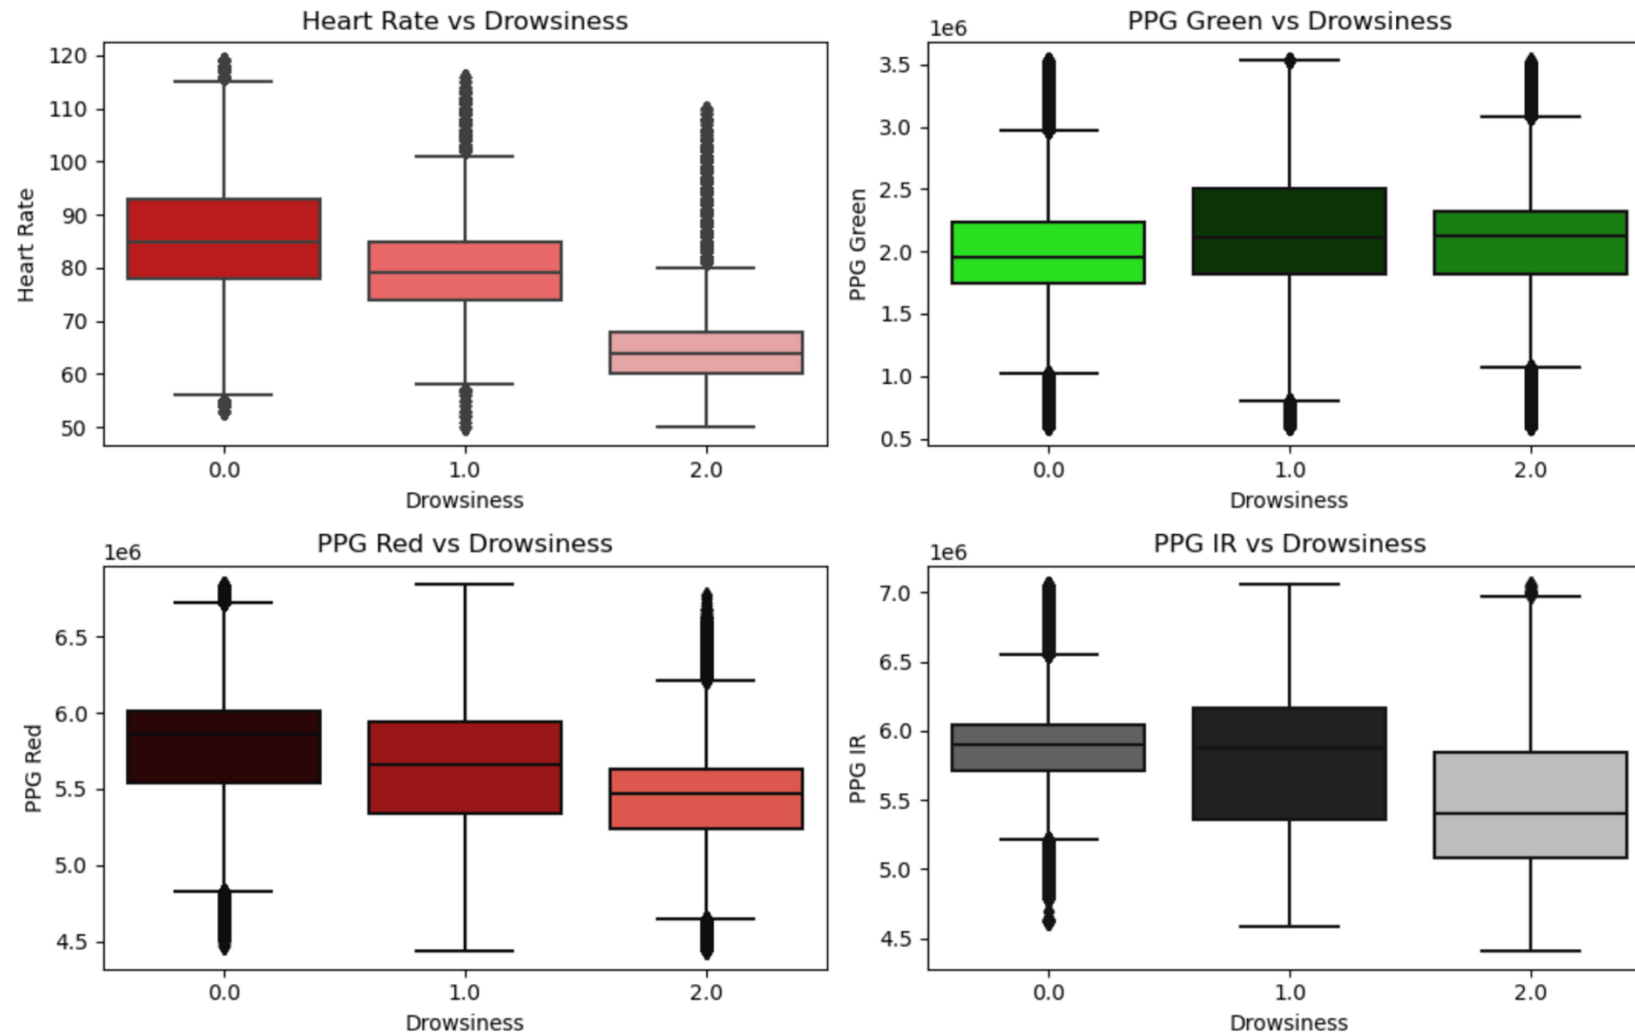 Heart Rate vs Drowsiness
120
110
100
90
80
70
60
50
Heart Rate
0.0 1.0 2.0
Drowsiness
PPG Green vs Drowsiness
1e6
3.5
3.0
2.5
2.0
1.5
1.0
0.5
PPG Green
0.0 1.0 2.0
Drowsiness
PPG Red vs Drowsiness
1e6
6.5
6.0
5.5
5.0
4.5
PPG Red
0.0 1.0 2.0
Drowsiness
PPG IR vs Drowsiness
1e6
7.0
6.5
6.0
5.5
5.0
4.5
PPG IR
0.0 1.0 2.0
Drowsiness